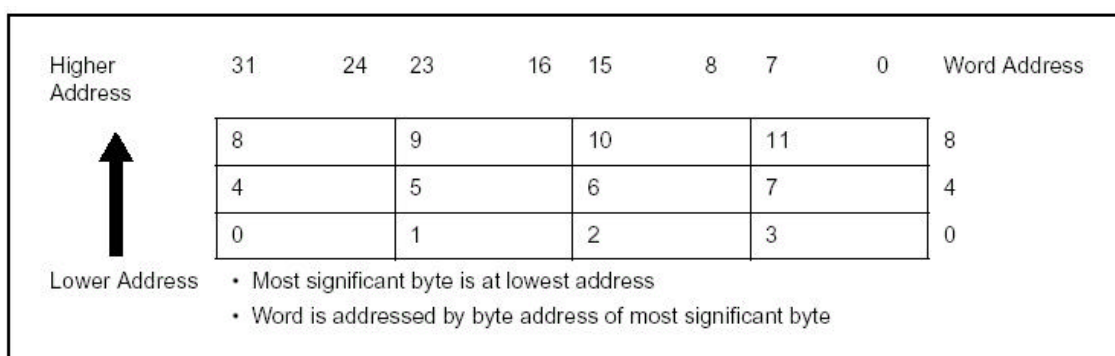 Higher Address 31 24 23 16 15 8 7 0 Word Address
8 9 10 11 8
4 5 6 7 4
0 1 2 3 0
Lower Address
• Most significant byte is at lowest address
• Word is addressed by byte address of most significant byte